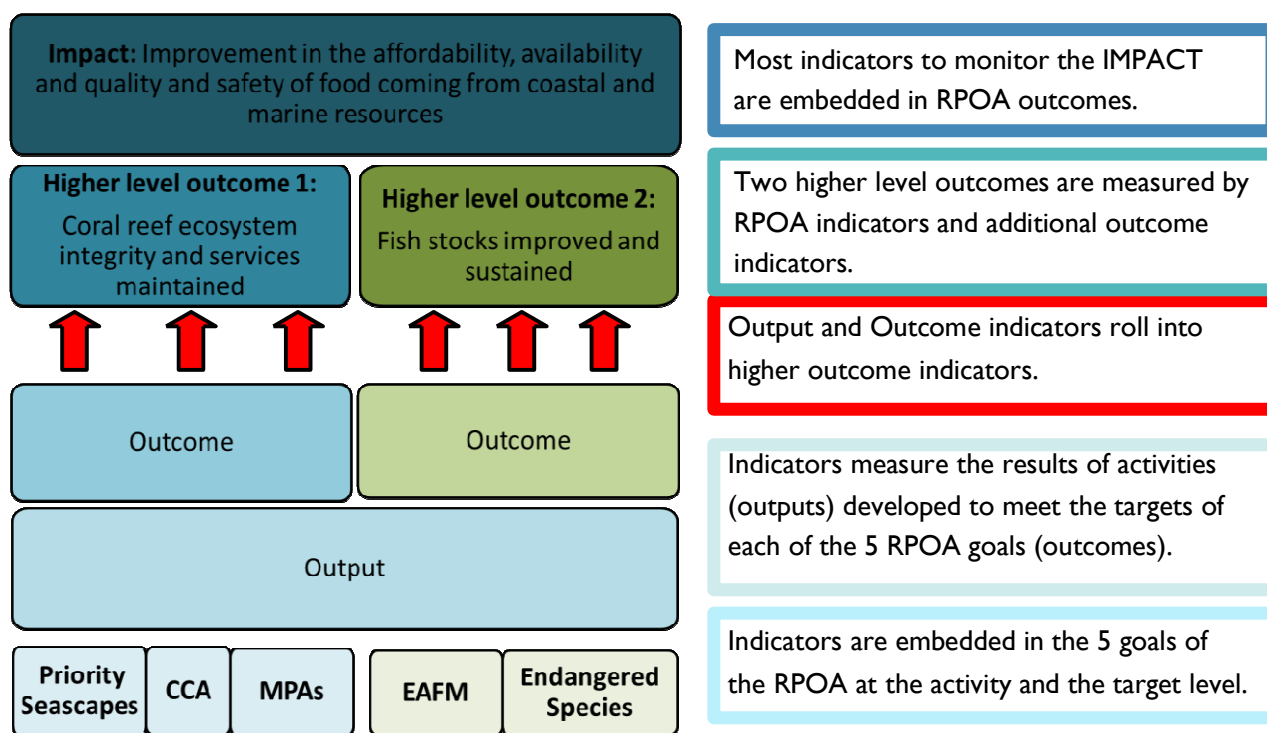 Impact: Improvement in the affordability, availability
and quality and safety of food coming from coastal and
marine resources
Most indicators to monitor the IMPACT
are embedded in RPOA outcomes.
Higher level outcome 1:
Coral reef ecosystem
integrity and services
maintained
Higher level outcome 2:
Fish stocks improved and
sustained
Two higher level outcomes are measured by
RPOA indicators and additional outcome
indicators.
Output and Outcome indicators roll into
higher outcome indicators.
Outcome
Outcome
Indicators measure the results of activities
(outputs) developed to meet the targets of
each of the 5 RPOA goals (outcomes).
Output
Priority
Seascapes
CCA
MPAs
EAFM
Endangered
Species
Indicators are embedded in the 5 goals of
the RPOA at the activity and the target level.